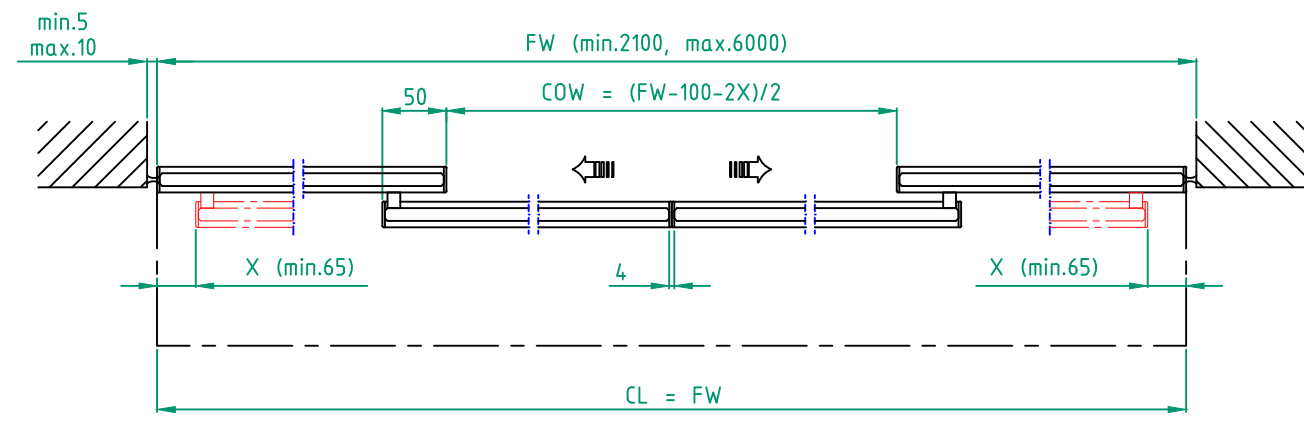 min.5
max.10
FW (min.2100, max.6000)
50
COW = (FW-100-2X)/2
X (min.65)
4
X (min.65)
CL = FW